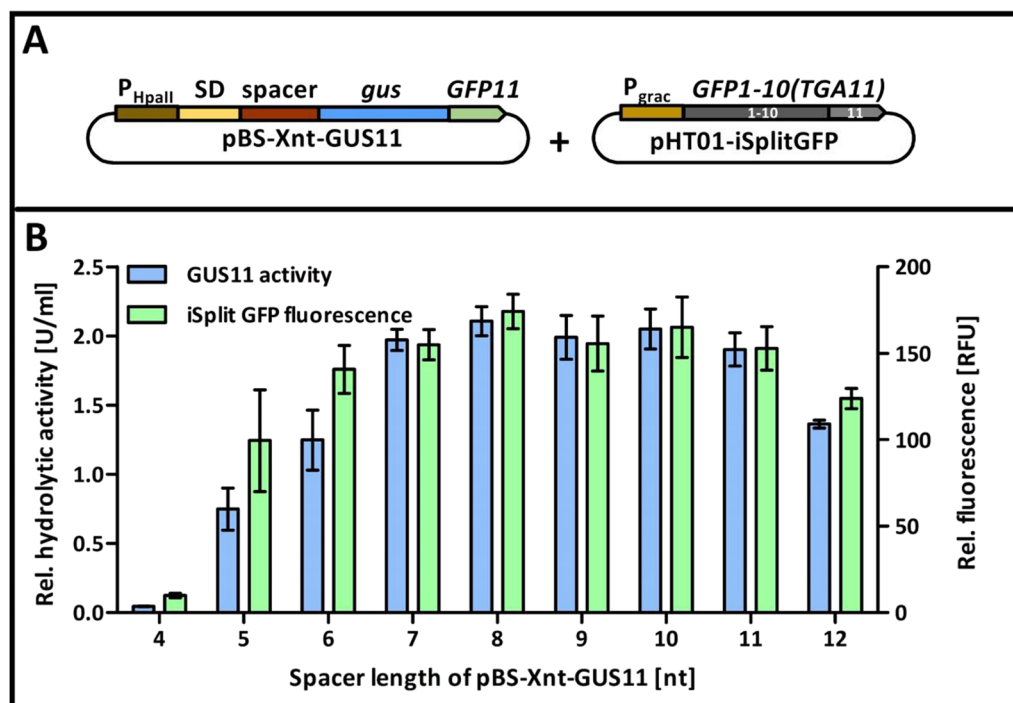 A
P_HpaII SD spacer gus GFP11
pBS-Xnt-GUS11
+
P_grac GFP1-10(TGA11)
1-10 11
pHT01-iSplitGFP
B
GUS11 activity
iSplit GFP fluorescence
Rel. hydrolytic activity [U/ml]
2.5
2.0
1.5
1.0
0.5
0.0
200
150
100
50
0
Rel. fluorescence [RFU]
4 5 6 7 8 9 10 11 12
Spacer length of pBS-Xnt-GUS11 [nt]